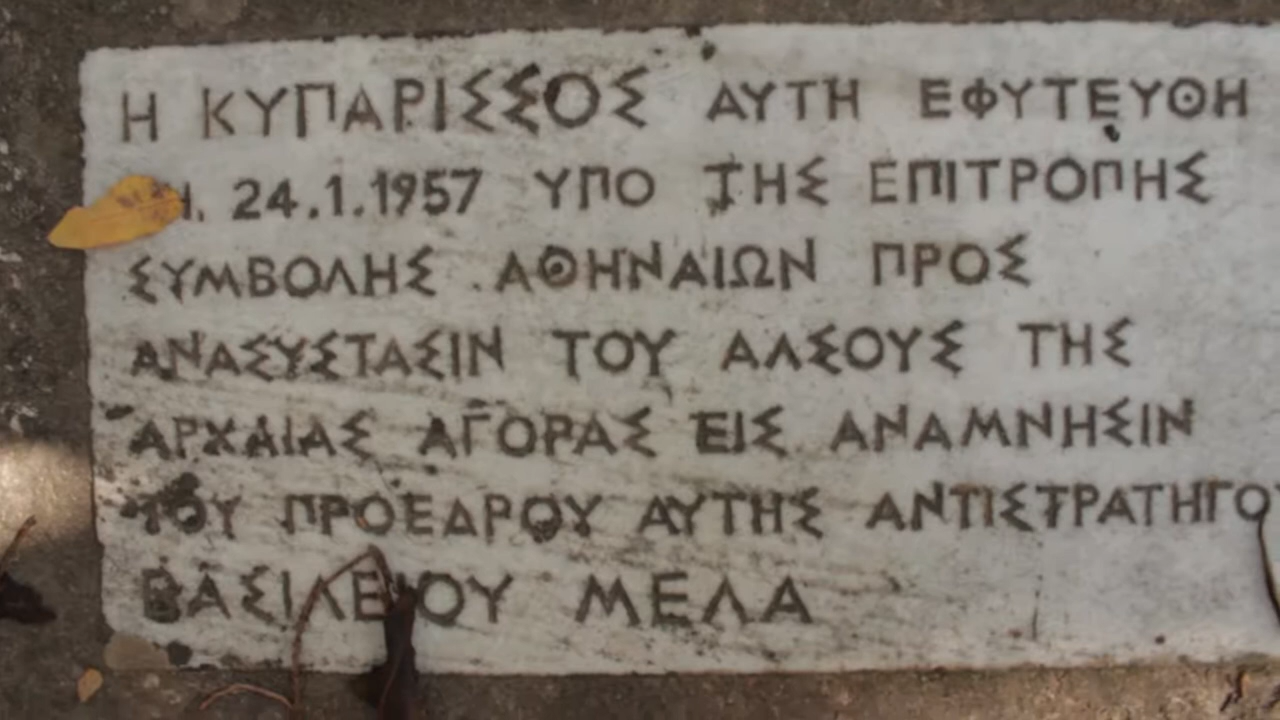 Η ΚΥΠΑΡΙΣΣΟΣ ΑΥΤΗ ΕΦΥΤΕΥΘΗ
24.1.1957 ΥΠΟ ΤΗΣ ΕΠΙΤΡΟΠΗΣ
ΣΥΜΒΟΛΗΣ ΑΘΗΝΑΙΩΝ ΠΡΟΣ
ΑΝΑΣΥΣΤΑΣΙΝ ΤΟΥ ΑΛΣΟΥΣ ΤΗΣ
ΑΡΧΑΙΑΣ ΑΓΟΡΑΣ ΕΙΣ ΑΝΑΜΝΗΣΙΝ
ΤΟΥ ΠΡΟΕΔΡΟΥ ΑΥΤΗΣ ΑΝΤΙΣΤΡΑΤΗΓΟΥ
ΒΑΣΙΛΕΙΟΥ ΜΕΛΑ